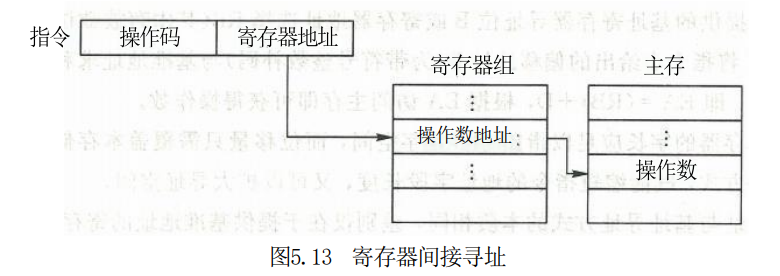 指令 操作码 寄存器地址
寄存器组 主存
⋮ ⋮
操作数地址
⋮ 操作数
图5.13 寄存器间接寻址